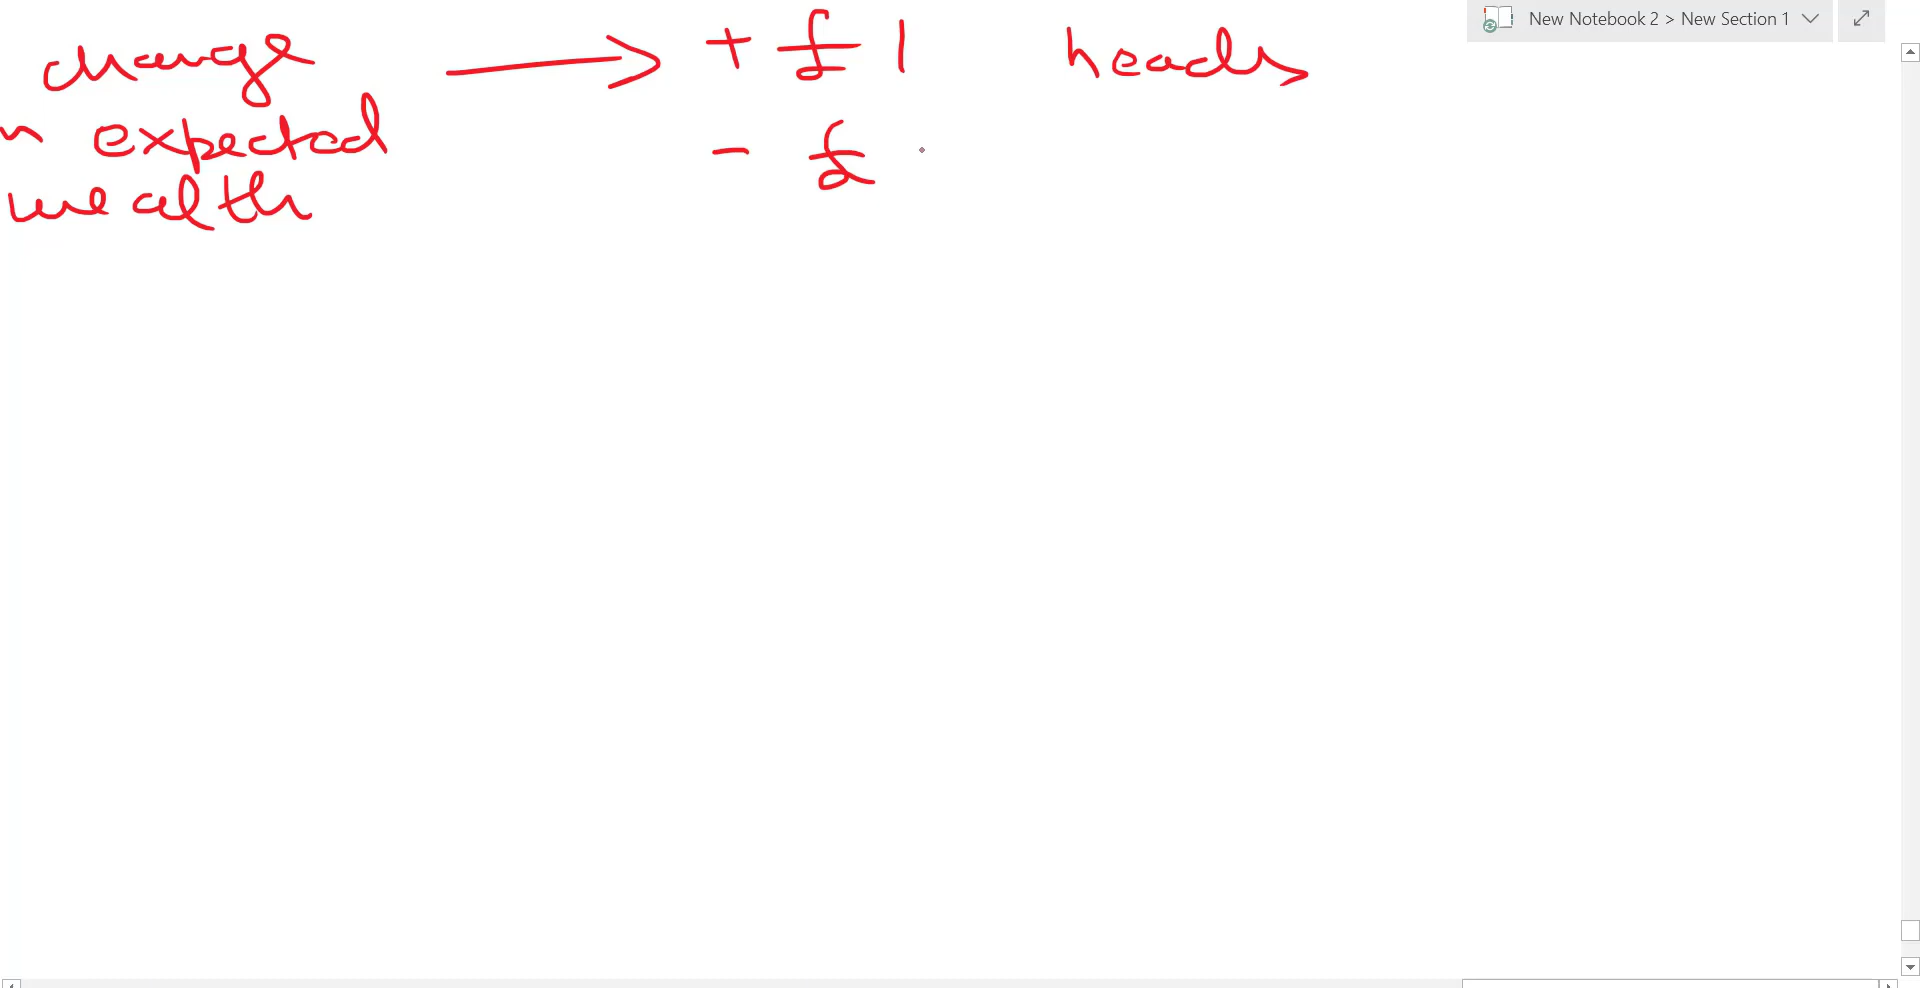 New Notebook 2 > New Section 1
change → + £ 1 heads
n expected - £
wealth